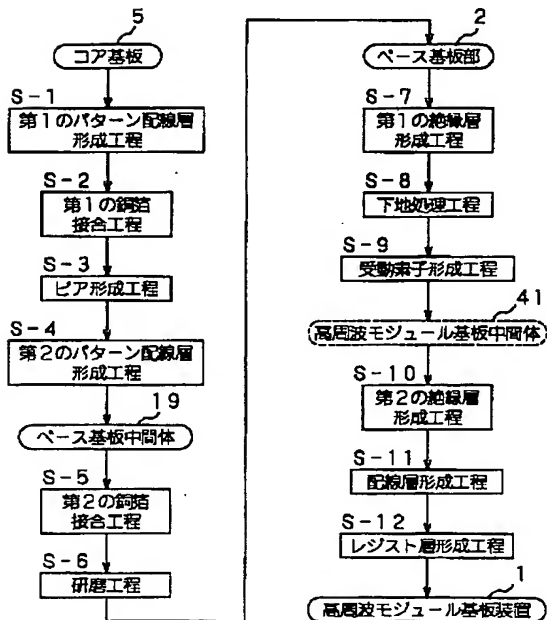 5
コア基板
S-1
第1のパターン配線層
形成工程
S-2
第1の銅箔
接合工程
S-3
ビア形成工程
S-4
第2のパターン配線層
形成工程
19
ベース基板中間体
S-5
第2の銅箔
接合工程
S-6
研磨工程
2
ベース基板部
S-7
第1の絶縁層
形成工程
S-8
下地処理工程
S-9
受動素子形成工程
41
高周波モジュール基板中間体
S-10
第2の絶縁層
形成工程
S-11
配線層形成工程
S-12
レジスト層形成工程
1
高周波モジュール基板装置